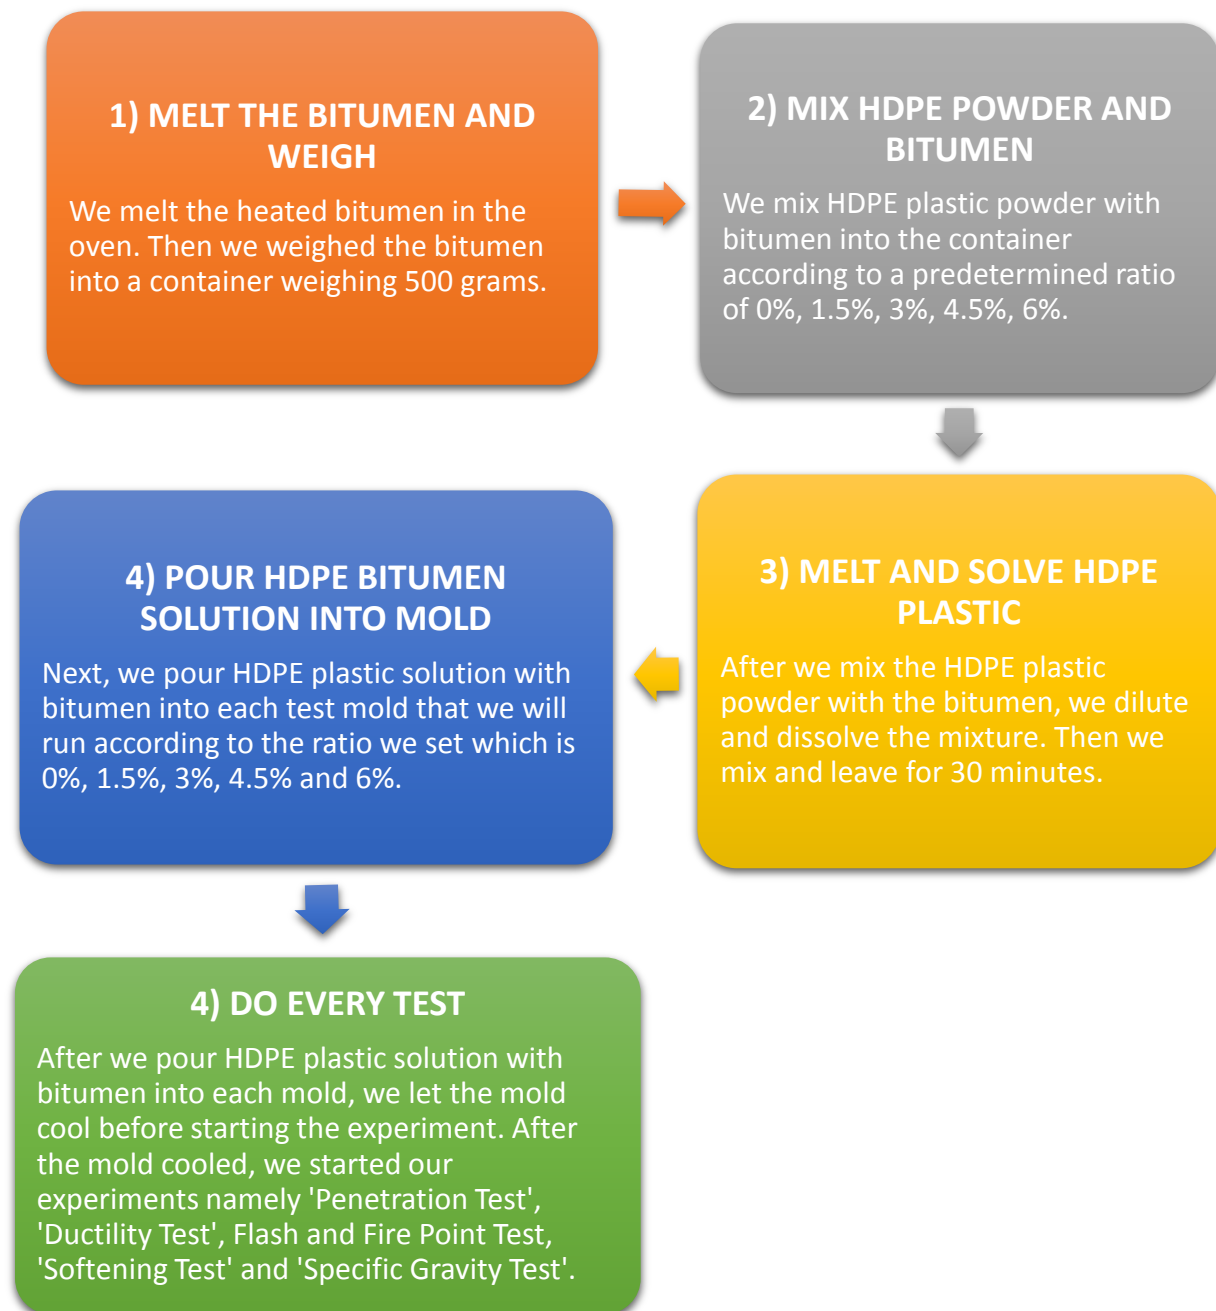 1) MELT THE BITUMEN AND
WEIGH
We melt the heated bitumen in the
oven. Then we weighed the bitumen
into a container weighing 500 grams.
2) MIX HDPE POWDER AND
BITUMEN
We mix HDPE plastic powder with
bitumen into the container
according to a predetermined ratio
of 0%, 1.5%, 3%, 4.5%, 6%.
3) MELT AND SOLVE HDPE
PLASTIC
After we mix the HDPE plastic
powder with the bitumen, we dilute
and dissolve the mixture. Then we
mix and leave for 30 minutes.
4) POUR HDPE BITUMEN
SOLUTION INTO MOLD
Next, we pour HDPE plastic solution with
bitumen into each test mold that we will
run according to the ratio we set which is
0%, 1.5%, 3%, 4.5% and 6%.
4) DO EVERY TEST
After we pour HDPE plastic solution with
bitumen into each mold, we let the mold
cool before starting the experiment. After
the mold cooled, we started our
experiments namely 'Penetration Test',
'Ductility Test', Flash and Fire Point Test,
'Softening Test' and 'Specific Gravity Test'.